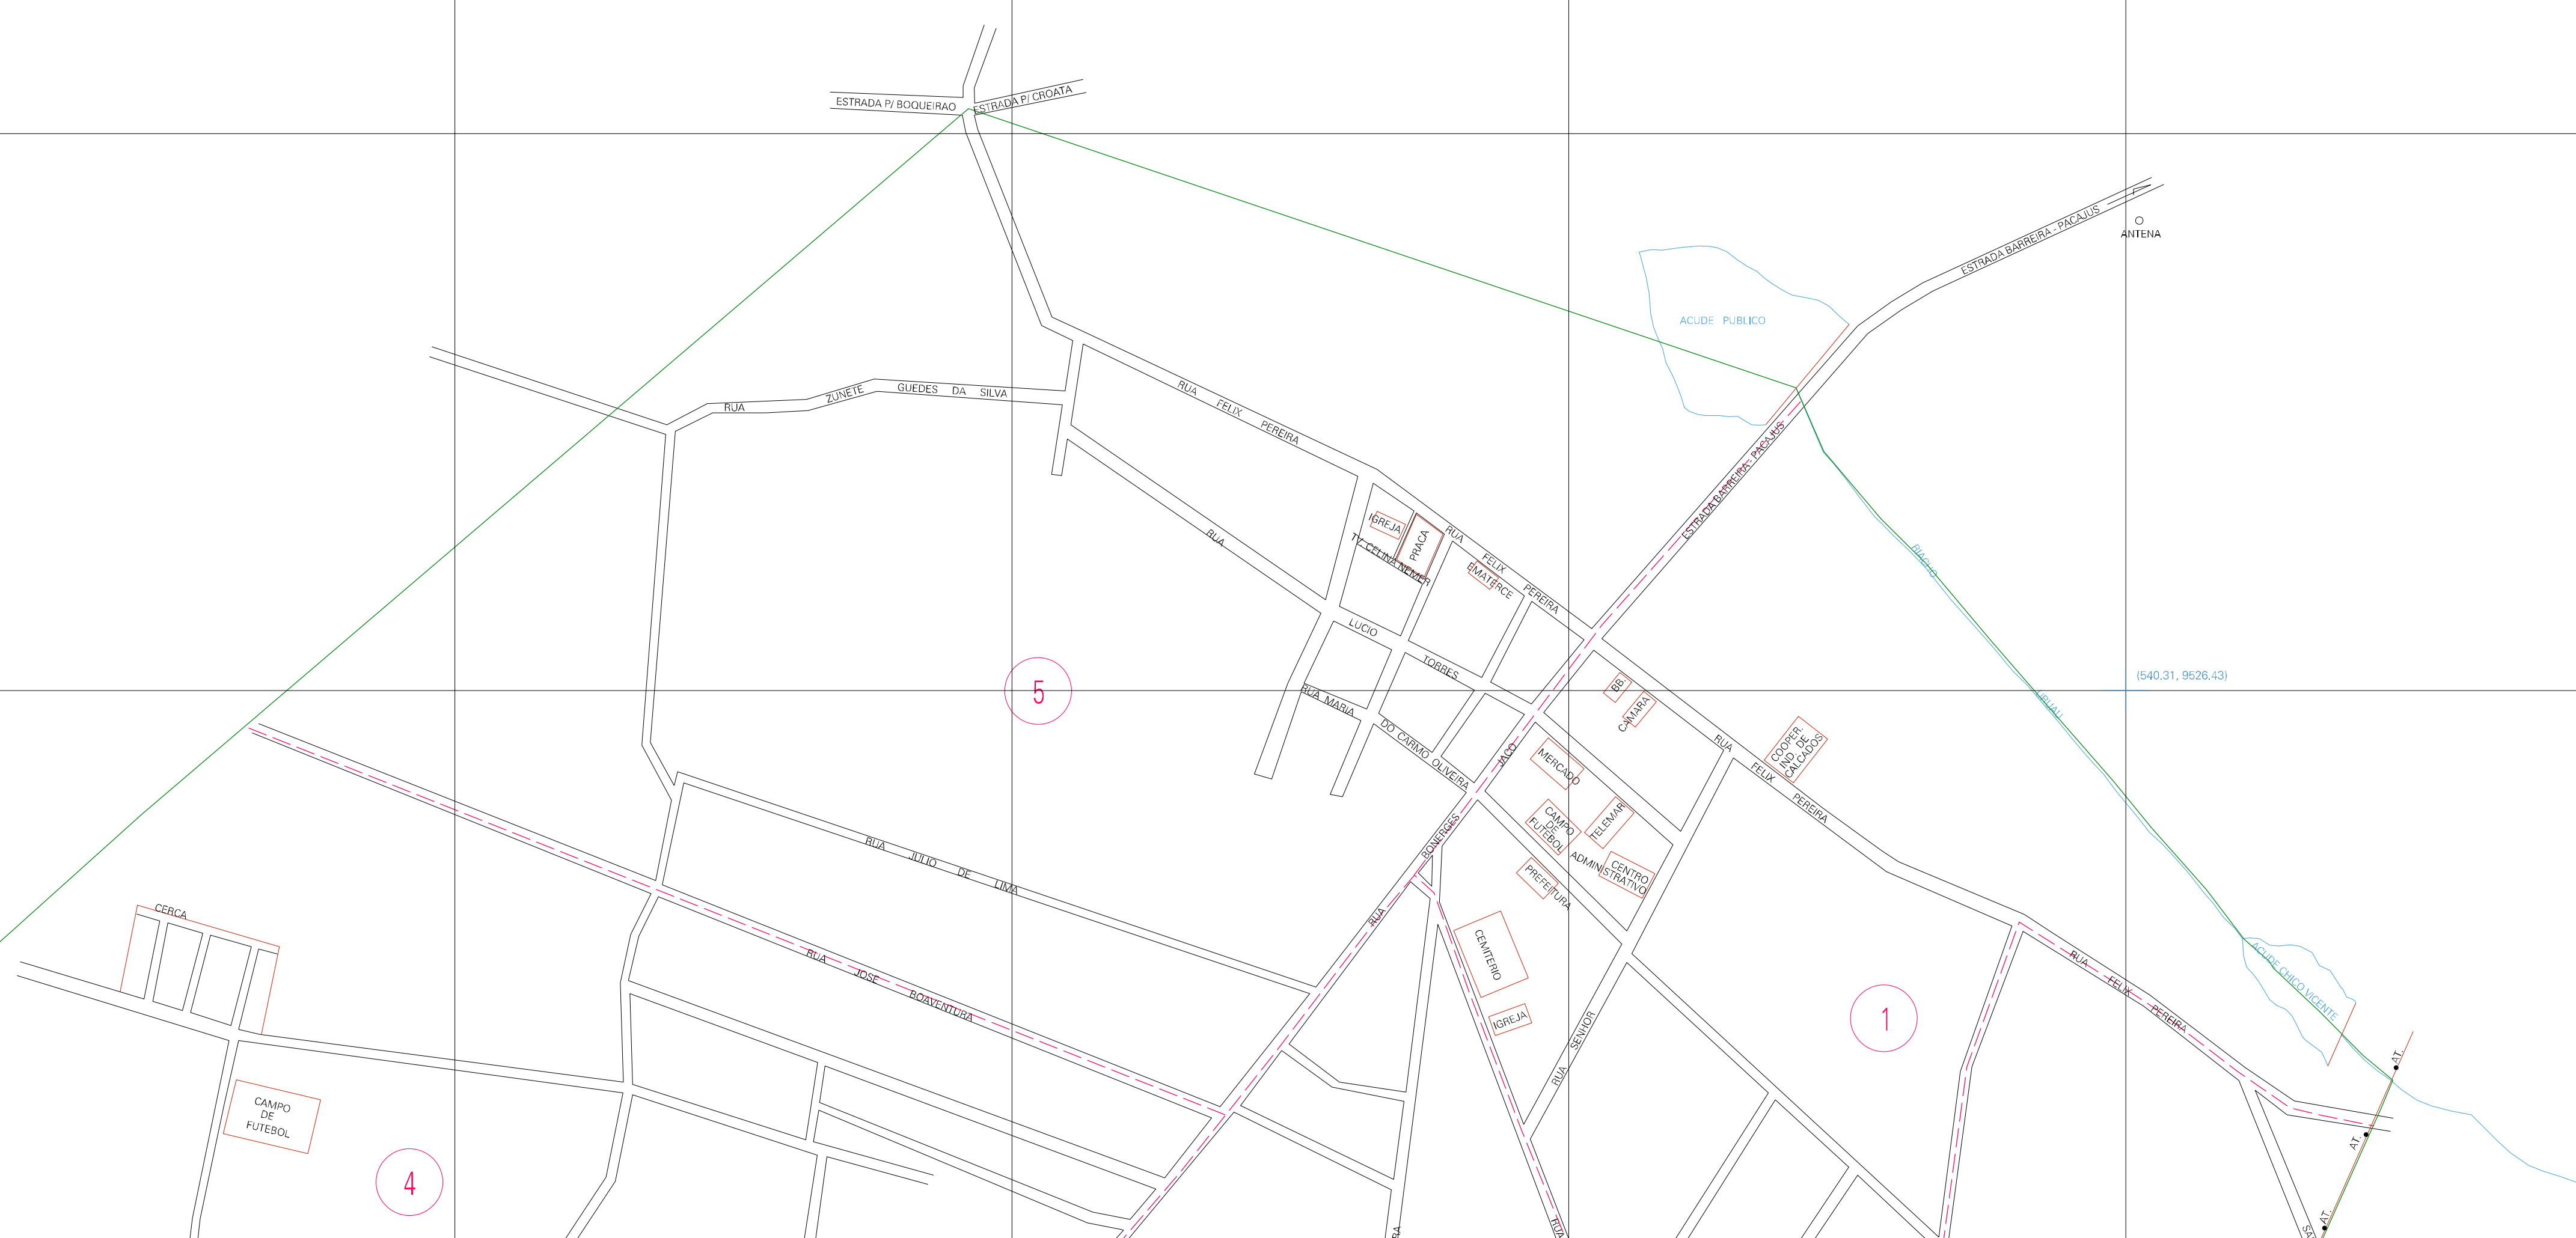 ESTRADA P/ BOQUEIRAO
ESTRADA P/ CROATA
ESTRADA BARREIRA - PACAJUS
ANTENA
ACUDE PUBLICO
RUA ZUNETE GUEDES DA SILVA
RUA FELIX PEREIRA
ESTRADA BARREIRA - PACAJUS
IGREJA
PRACA
TV. CELINA NEMER
RUA FELIX PEREIRA
EMATERCE
RUA LUCIO TORRES
RIACHO URUAU
(540.31, 9526.43)
5
BB.
CAMARA
RUA MARIA DO CARMO OLIVEIRA
RUA FELIX PEREIRA
COOPER.
IND. DE
CALCADOS
MERCADO
CAMPO
DE
FUTEBOL
TELEMAR
RUA BONERGES JACO
CENTRO
ADMINISTRATIVO
PREFEITURA
RUA JULIO DE LIMA
CERCA
RUA JOSE BOAVENTURA
CEMITERIO
IGREJA
RUA SENHOR
1
RUA FELIX PEREIRA
ACUDE CHICO VICENTE
AT.
AT.
AT.
CAMPO
DE
FUTEBOL
4
RUA